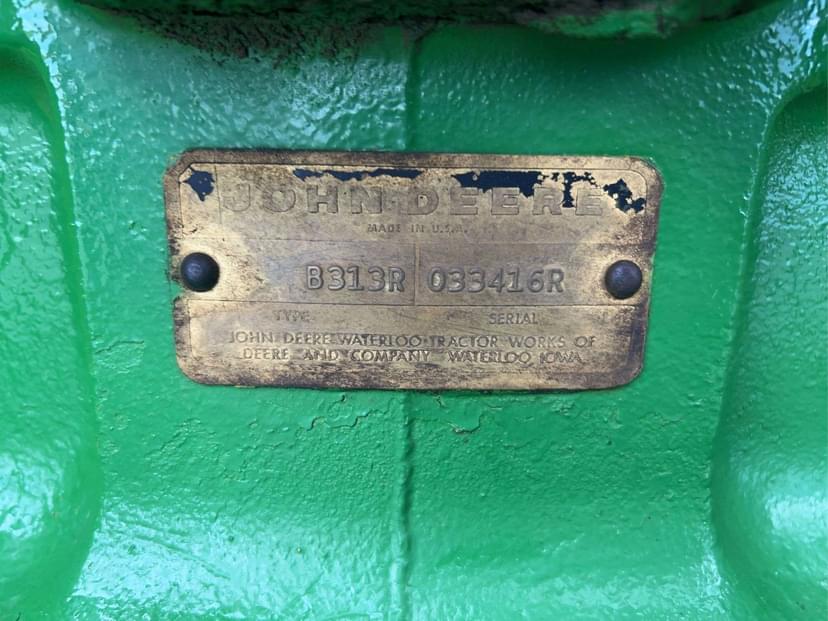 JOHN DEERE
MADE IN U.S.A.
B313R 033416R
TYPE SERIAL
JOHN DEERE WATERLOO TRACTOR WORKS OF
DEERE AND COMPANY WATERLOO, IOWA